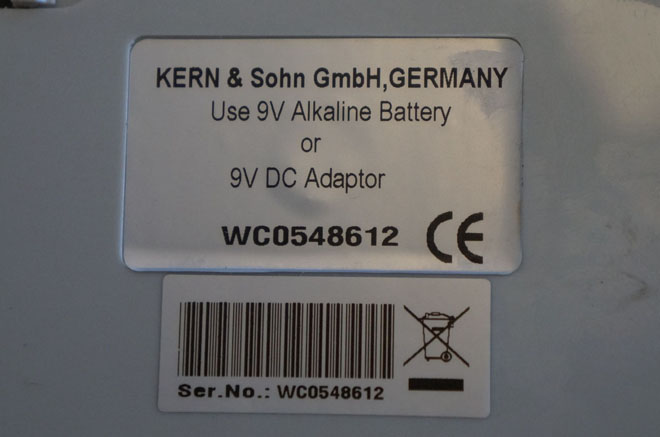 KERN & Sohn GmbH,GERMANY
Use 9V Alkaline Battery
or
9V DC Adaptor
WC0548612 CE
Ser.No.: WC0548612